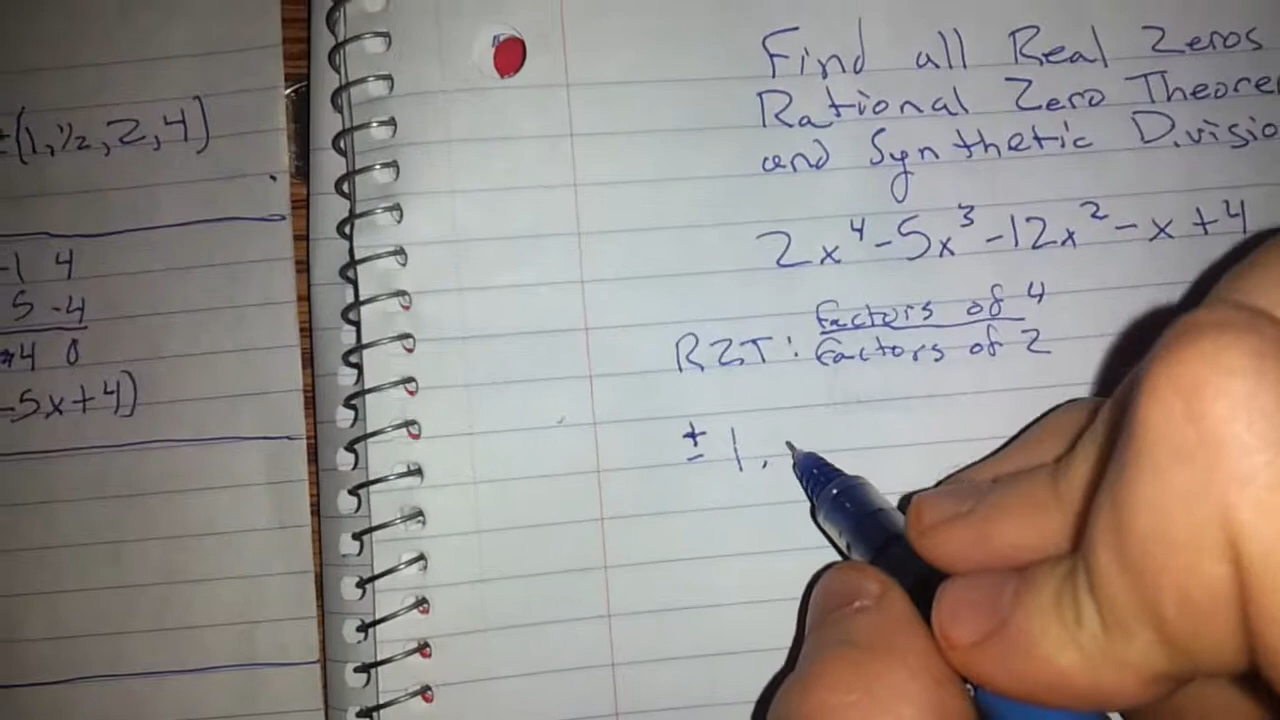 (1, ½, 2, 4)
-1 4
5 -4
4 0
-5x+4)
Find all Real Zeros
Rational Zero Theore
and Synthetic Divisio
2x⁴-5x³-12x²-x+4
RZT: factors of 4
factors of 2
± 1,